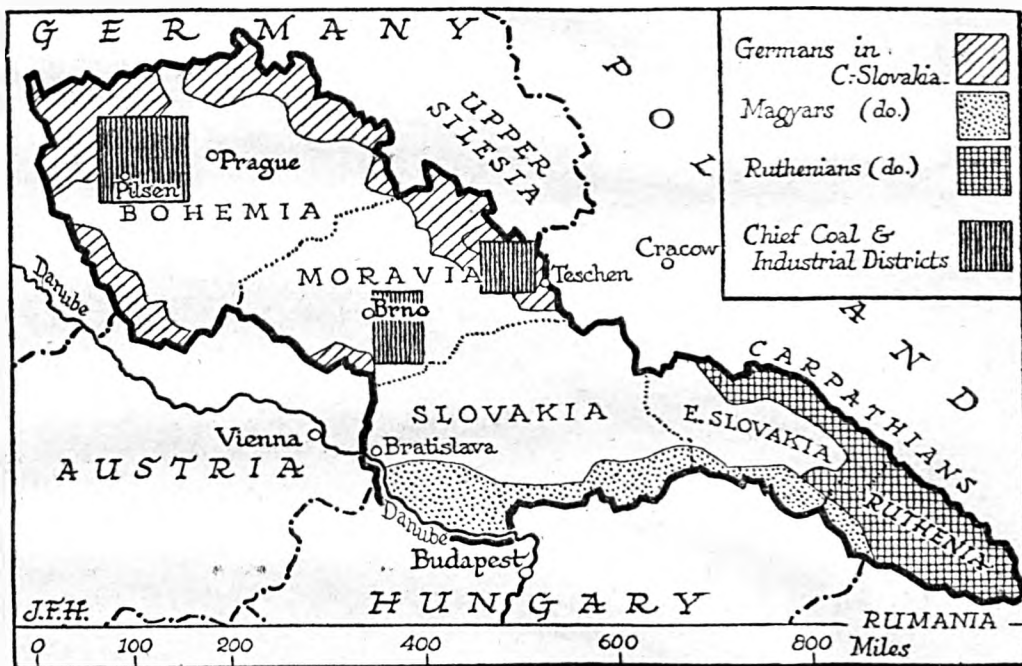 GERMANY
POLAND
UPPER
SILESIA
Germans in
C.-Slovakia
Magyars (do.)
Ruthenians (do.)
Chief Coal &
Industrial Districts
Prague
Pilsen
BOHEMIA
MORAVIA
Brno
Teschen
Cracow
Danube
CARPATHIANS
SLOVAKIA
E. SLOVAKIA
RUTHENIA
Vienna
Bratislava
AUSTRIA
Danube
Budapest
HUNGARY
J.F.H.
RUMANIA
0 100 200 400 600 800 Miles